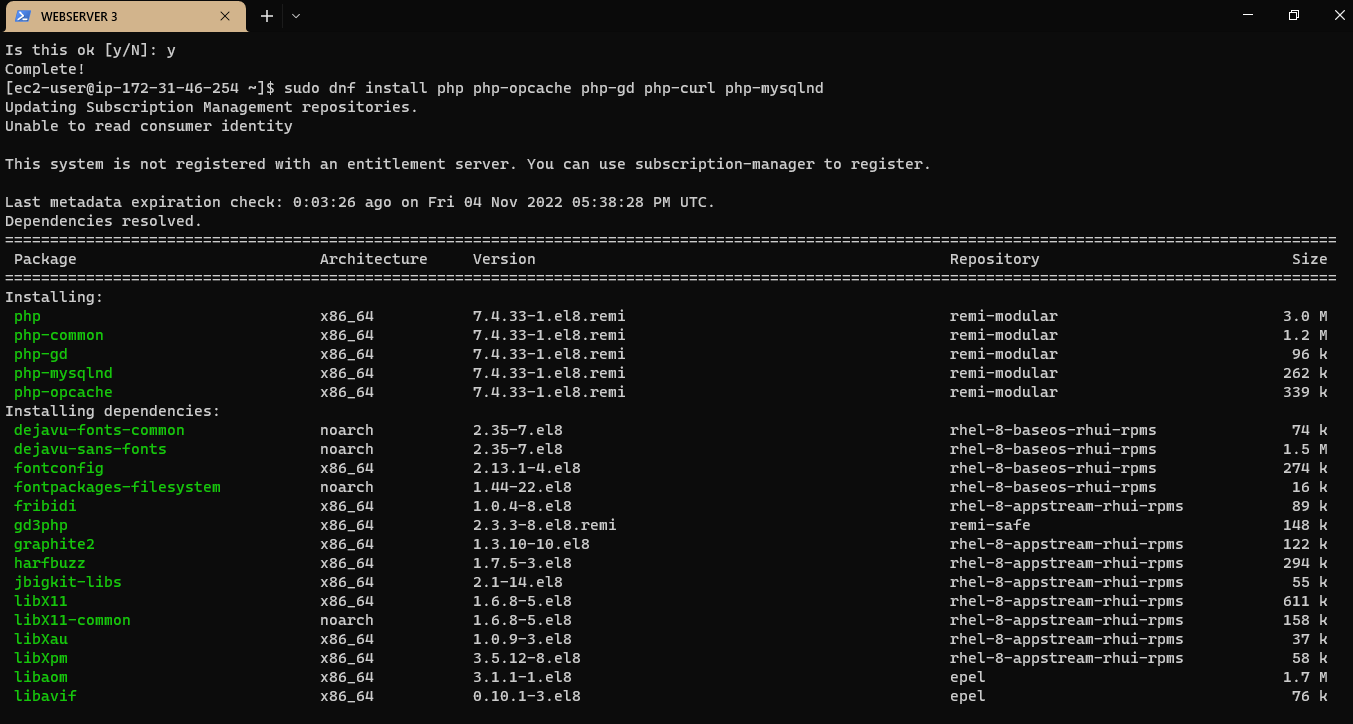 WEBSERVER 3
Is this ok [y/N]: y
Complete!
[ec2-user@ip-172-31-46-254 ~]$ sudo dnf install php php-opcache php-gd php-curl php-mysqlnd
Updating Subscription Management repositories.
Unable to read consumer identity
This system is not registered with an entitlement server. You can use subscription-manager to register.
Last metadata expiration check: 0:03:26 ago on Fri 04 Nov 2022 05:38:28 PM UTC.
Dependencies resolved.
====================================================================================================================================================
Package Architecture Version Repository Size
====================================================================================================================================================
Installing:
php x86_64 7.4.33-1.el8.remi remi-modular 3.0 M
php-common x86_64 7.4.33-1.el8.remi remi-modular 1.2 M
php-gd x86_64 7.4.33-1.el8.remi remi-modular 96 k
php-mysqlnd x86_64 7.4.33-1.el8.remi remi-modular 262 k
php-opcache x86_64 7.4.33-1.el8.remi remi-modular 339 k
Installing dependencies:
dejavu-fonts-common noarch 2.35-7.el8 rhel-8-baseos-rhui-rpms 74 k
dejavu-sans-fonts noarch 2.35-7.el8 rhel-8-baseos-rhui-rpms 1.5 M
fontconfig x86_64 2.13.1-4.el8 rhel-8-baseos-rhui-rpms 274 k
fontpackages-filesystem noarch 1.44-22.el8 rhel-8-baseos-rhui-rpms 16 k
fribidi x86_64 1.0.4-8.el8 rhel-8-appstream-rhui-rpms 89 k
gd3php x86_64 2.3.3-8.el8.remi remi-safe 148 k
graphite2 x86_64 1.3.10-10.el8 rhel-8-appstream-rhui-rpms 122 k
harfbuzz x86_64 1.7.5-3.el8 rhel-8-appstream-rhui-rpms 294 k
jbigkit-libs x86_64 2.1-14.el8 rhel-8-appstream-rhui-rpms 55 k
libX11 x86_64 1.6.8-5.el8 rhel-8-appstream-rhui-rpms 611 k
libX11-common noarch 1.6.8-5.el8 rhel-8-appstream-rhui-rpms 158 k
libXau x86_64 1.0.9-3.el8 rhel-8-appstream-rhui-rpms 37 k
libXpm x86_64 3.5.12-8.el8 rhel-8-appstream-rhui-rpms 58 k
libaom x86_64 3.1.1-1.el8 epel 1.7 M
libavif x86_64 0.10.1-3.el8 epel 76 k